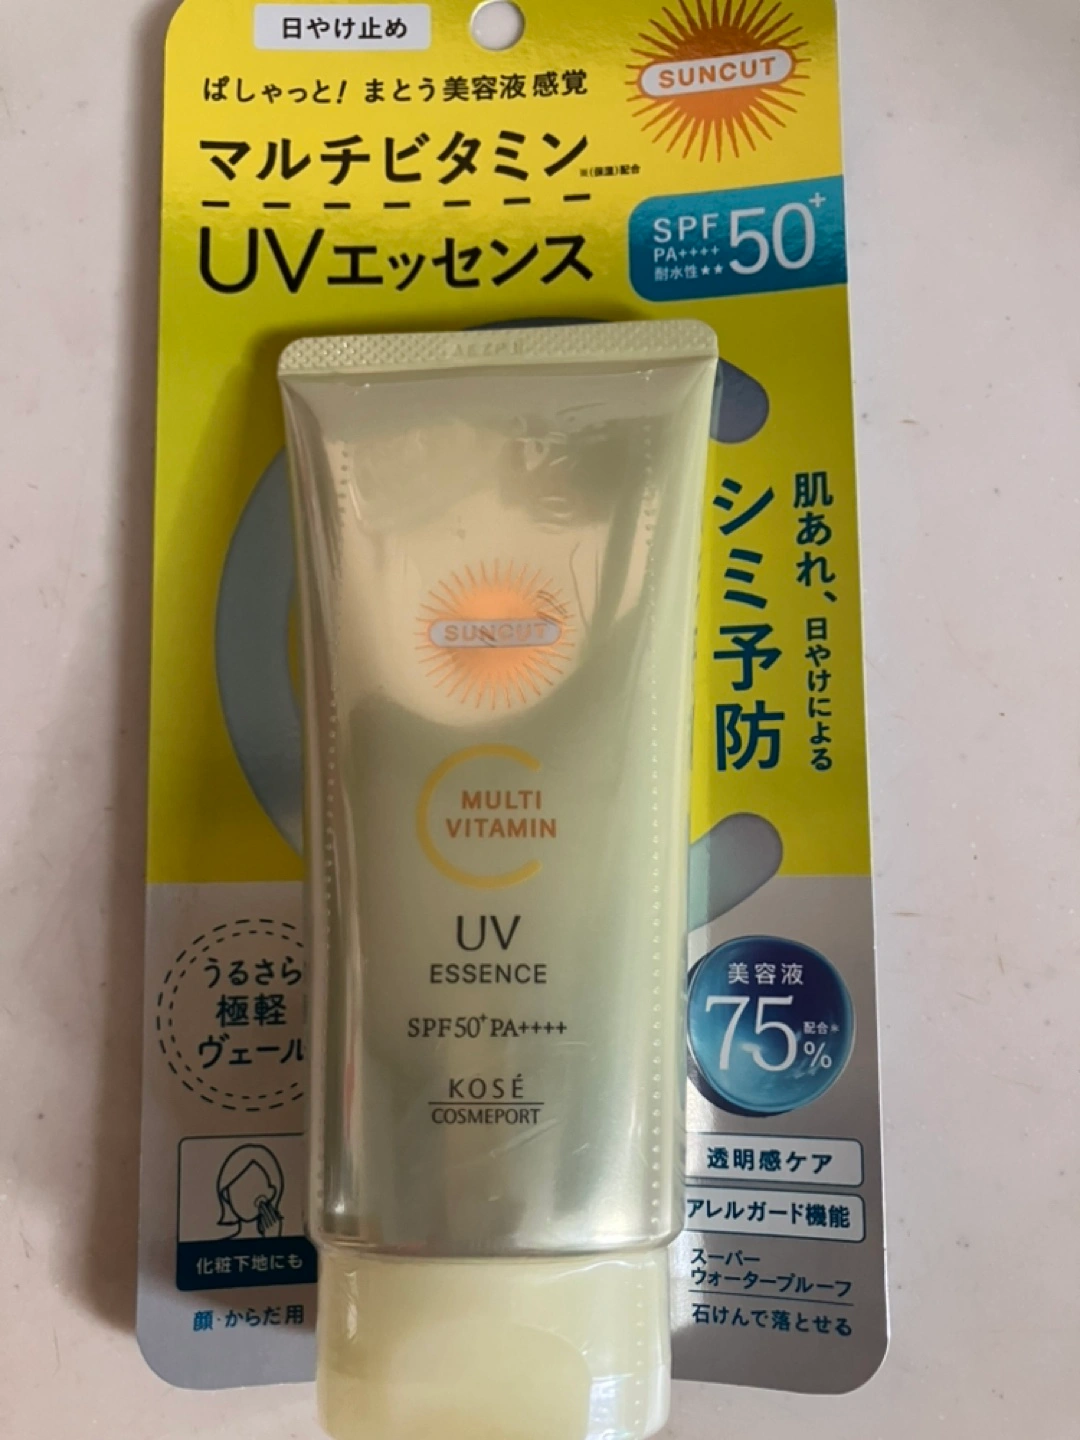 日やけ止め
ぱしゃっと! まとう美容液感覚
マルチビタミン
※(保湿)配合
UVエッセンス
SUNCUT
SPF 50+
PA++++
耐水性★★
肌あれ、日やけによる
シミ予防
SUNCUT
MULTI
VITAMIN
UV
ESSENCE
SPF50+PA++++
KOSÉ
COSMEPORT
うるさら
極軽
ヴェール
化粧下地にも
顔・からだ用
美容液
75%
配合※
透明感ケア
アレルガード機能
スーパー
ウォータープルーフ
石けんで落とせる